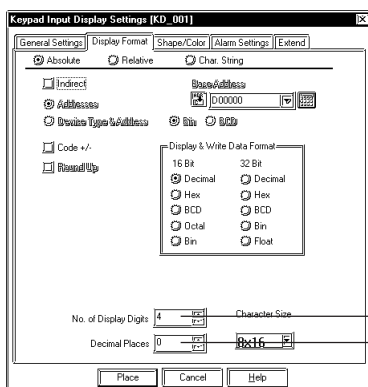 Keypad Input Display Settings [KD_001]
General Settings Display Format Shape/Color Alarm Settings Extend
Absolute Relative Char. String
Indirect Base Address
Addresses D00000
Device Type & Address Bin BCD
Code +/- Display & Write Data Format
Round Up 16 Bit 32 Bit
Decimal Decimal
Hex Hex
BCD BCD
Octal Bin
Bin Float
No. of Display Digits 4 Character Size
Decimal Places 0 8x16
Place Cancel Help